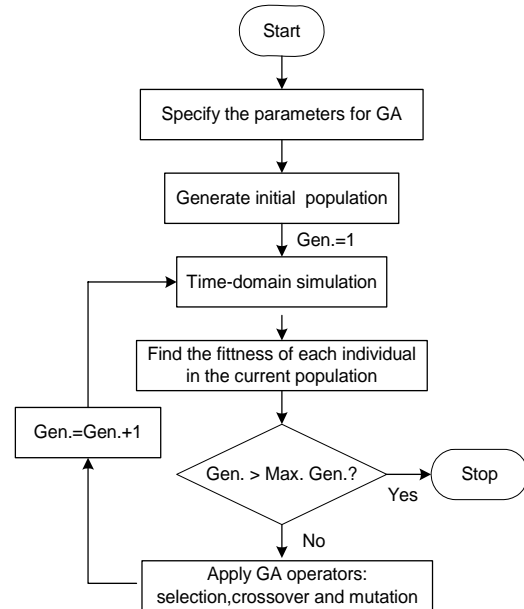 Start
Specify the parameters for GA
Generate initial population
Gen.=1
Time-domain simulation
Find the fittness of each individual
in the current population
Gen.=Gen.+1
Gen. > Max. Gen.?
Yes
Stop
No
Apply GA operators:
selection,crossover and mutation